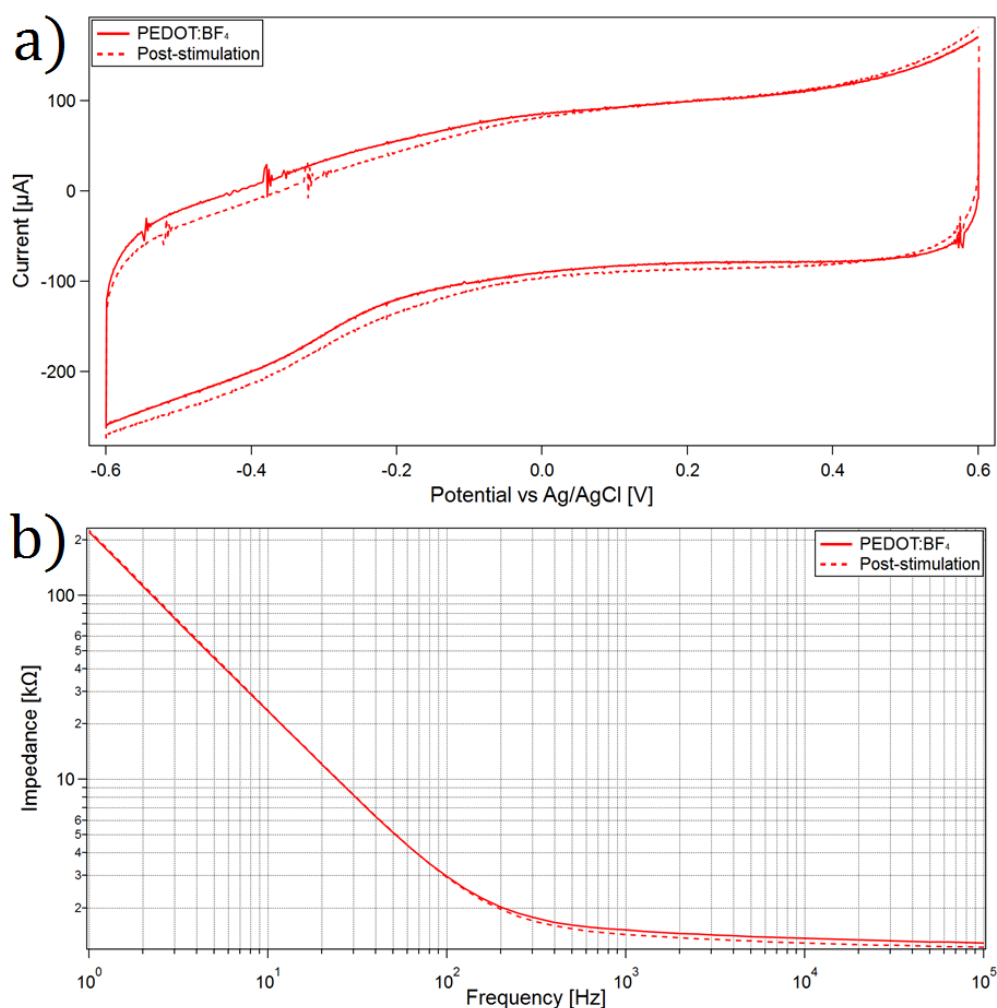 a)
PEDOT:BF₄
Post-stimulation
Current [µA]
100
0
-100
-200
-0.6
-0.4
-0.2
0.0
0.2
0.4
0.6
Potential vs Ag/AgCl [V]
b)
PEDOT:BF₄
Post-stimulation
Impedance [kΩ]
2
100
6
4
3
2
10
6
5
4
3
2
10⁰
10¹
10²
10³
10⁴
10⁵
Frequency [Hz]